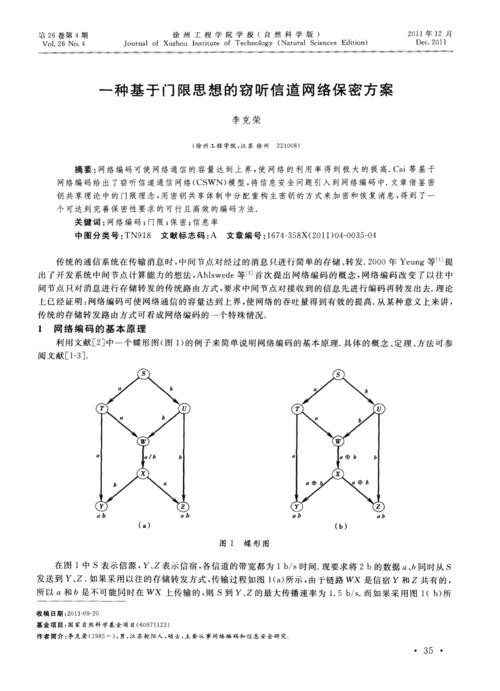 第 26 卷第 4 期
徐 州 工 程 学 院 学 报 ( 自 然 科 学 版 )
2011 年 12 月
Vol. 26 No. 4
Journal of Xuzhou Institute of Technology (Natural Sciences Edition)
Dec. 2011
一种基于门限思想的窃听信道网络保密方案
李克荣
(徐州工程学院,江苏 徐州 221008)
摘要:网络编码可使网络通信的容量达到上界,使网络的利用率得到极大的提高. Cai 等基于
网络编码给出了窃听信道通信网络(CSWN)模型,将信息安全问题引入到网络编码中. 文章借鉴密
钥共享理论中的门限理念,用密钥共享体制中分配重构主密钥的方式来加密和恢复消息,得到了一
个可达到完善保密性要求的可行且高效的编码方法.
关键词:网络编码;门限;保密;信息率
中图分类号:TN918 文献标志码:A 文章编号:1674-358X(2011)04-0035-04
传统的通信系统在传输消息时,中间节点对经过的消息只进行简单的存储、转发. 2000 年 Yeung 等[1]提
出了开发系统中间节点计算能力的想法,Ahlswede 等[2]首次提出网络编码的概念,网络编码改变了以往中
间节点只对消息进行存储转发的传统路由方式,要求中间节点对接收到的信息先进行编码再转发出去. 理论
上已经证明:网络编码可使网络通信的容量达到上界,使网络的吞吐量得到有效的提高. 从某种意义上来讲,
传统的存储转发路由方式可看成网络编码的一个特殊情况.
1 网络编码的基本原理
利用文献[2]中一个蝶形图(图 1)的例子来简单说明网络编码的基本原理. 具体的概念、定理、方法可参
阅文献[1-3].
S
a
b
T
U
a
b
W
a
a/b
b
X
b
a
Y
Z
ab
ab
(a)
S
a
b
T
U
a
b
W
a
a⊕b
b
X
a⊕b
a⊕b
Y
Z
ab
ab
(b)
图 1 蝶形图
在图 1 中 S 表示信源,Y、Z 表示信宿,各信道的带宽都为 1 b/s 时间. 现要求将 2 b 的数据 a、b 同时从 S
发送到 Y、Z. 如果采用以往的存储转发方式,传输过程如图 1(a)所示,由于链路 WX 是信宿 Y 和 Z 共有的,
所以 a 和 b 是不可能同时在 WX 上传输的,则 S 到 Y、Z 的最大传播速率为 1.5 b/s. 而如果采用图 1( b)所
收稿日期:2011-09-20
基金项目:国家自然科学基金项目(60971123)
作者简介:李克荣(1985-),男,江苏射阳人,硕士,主要从事网络编码和信息安全研究.
· 35 ·